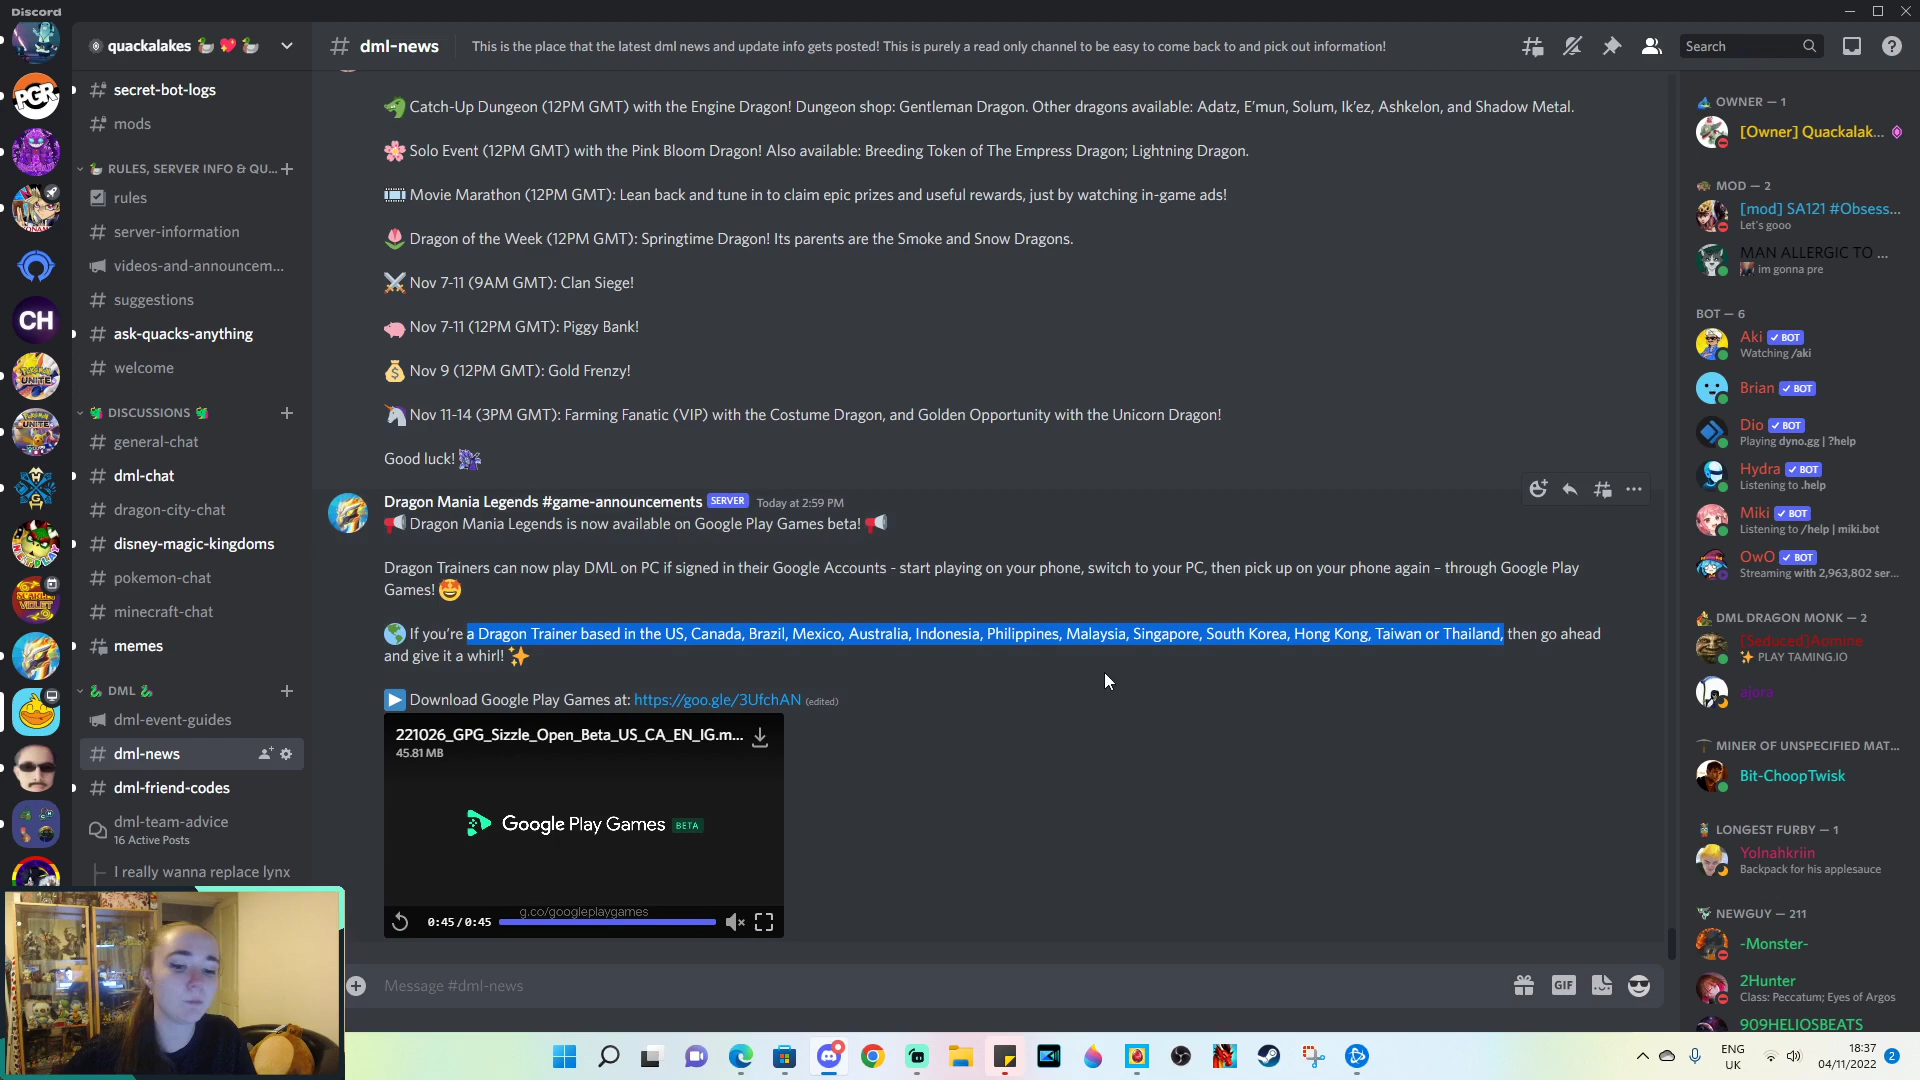 Discord
quackalakes
dml-news
This is the place that the latest dml news and update info gets posted! This is purely a read only channel to be easy to come back to and pick out information!
Search
secret-bot-logs
mods
RULES, SERVER INFO & QU...
rules
server-information
videos-and-announcem...
suggestions
ask-quacks-anything
welcome
DISCUSSIONS
general-chat
dml-chat
dragon-city-chat
disney-magic-kingdoms
pokemon-chat
minecraft-chat
memes
DML
dml-event-guides
dml-news
dml-friend-codes
dml-team-advice
16 Active Posts
I really wanna replace lynx
PGR
CH
Catch-Up Dungeon (12PM GMT) with the Engine Dragon! Dungeon shop: Gentleman Dragon. Other dragons available: Adatz, E'mun, Solum, Ik'ez, Ashkelon, and Shadow Metal.
Solo Event (12PM GMT) with the Pink Bloom Dragon! Also available: Breeding Token of The Empress Dragon; Lightning Dragon.
Movie Marathon (12PM GMT): Lean back and tune in to claim epic prizes and useful rewards, just by watching in-game ads!
Dragon of the Week (12PM GMT): Springtime Dragon! Its parents are the Smoke and Snow Dragons.
Nov 7-11 (9AM GMT): Clan Siege!
Nov 7-11 (12PM GMT): Piggy Bank!
Nov 9 (12PM GMT): Gold Frenzy!
Nov 11-14 (3PM GMT): Farming Fanatic (VIP) with the Costume Dragon, and Golden Opportunity with the Unicorn Dragon!
Good luck!
Dragon Mania Legends #game-announcements SERVER Today at 2:59 PM
Dragon Mania Legends is now available on Google Play Games beta!
Dragon Trainers can now play DML on PC if signed in their Google Accounts - start playing on your phone, switch to your PC, then pick up on your phone again – through Google Play
Games!
If you're a Dragon Trainer based in the US, Canada, Brazil, Mexico, Australia, Indonesia, Philippines, Malaysia, Singapore, South Korea, Hong Kong, Taiwan or Thailand, then go ahead
and give it a whirl!
Download Google Play Games at: https://goo.gle/3UfchAN (edited)
221026_GPG_Sizzle_Open_Beta_US_CA_EN_IG.m...
45.81 MB
Google Play Games BETA
g.co/googleplaygames
0:45/0:45
Message #dml-news
GIF
OWNER — 1
[Owner] Quackalak...
MOD — 2
[mod] SA121 #Obsess...
Let's gooo
MAN ALLERGIC TO ...
im gonna pre
BOT — 6
Aki BOT
Watching /aki
Brian BOT
Dio BOT
Playing dyno.gg | ?help
Hydra BOT
Listening to .help
Miki BOT
Listening to /help | miki.bot
OwO BOT
Streaming with 2,963,802 ser...
DML DRAGON MONK — 2
[Seduced]Aomine
PLAY TAMING.IO
ajora
MINER OF UNSPECIFIED MAT...
Bit-ChoopTwisk
LONGEST FURBY — 1
Yolnahkriin
Backpack for his applesauce
NEWGUY — 211
-Monster-
2Hunter
Class: Peccatum; Eyes of Argos
909HELIOSBEATS
ENG
UK
18:37
04/11/2022
2